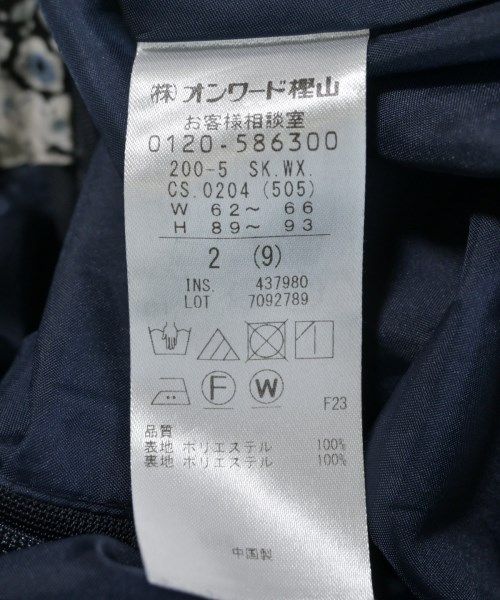 (株)オンワード樫山
お客様相談室
0120-586300
200-5 SK.WX.
CS.0204 (505)
W 62〜 66
H 89〜 93
2 (9)
INS. 437980
LOT 7092789
F W
F23
品質
表地 ポリエステル 100%
裏地 ポリエステル 100%
中国製